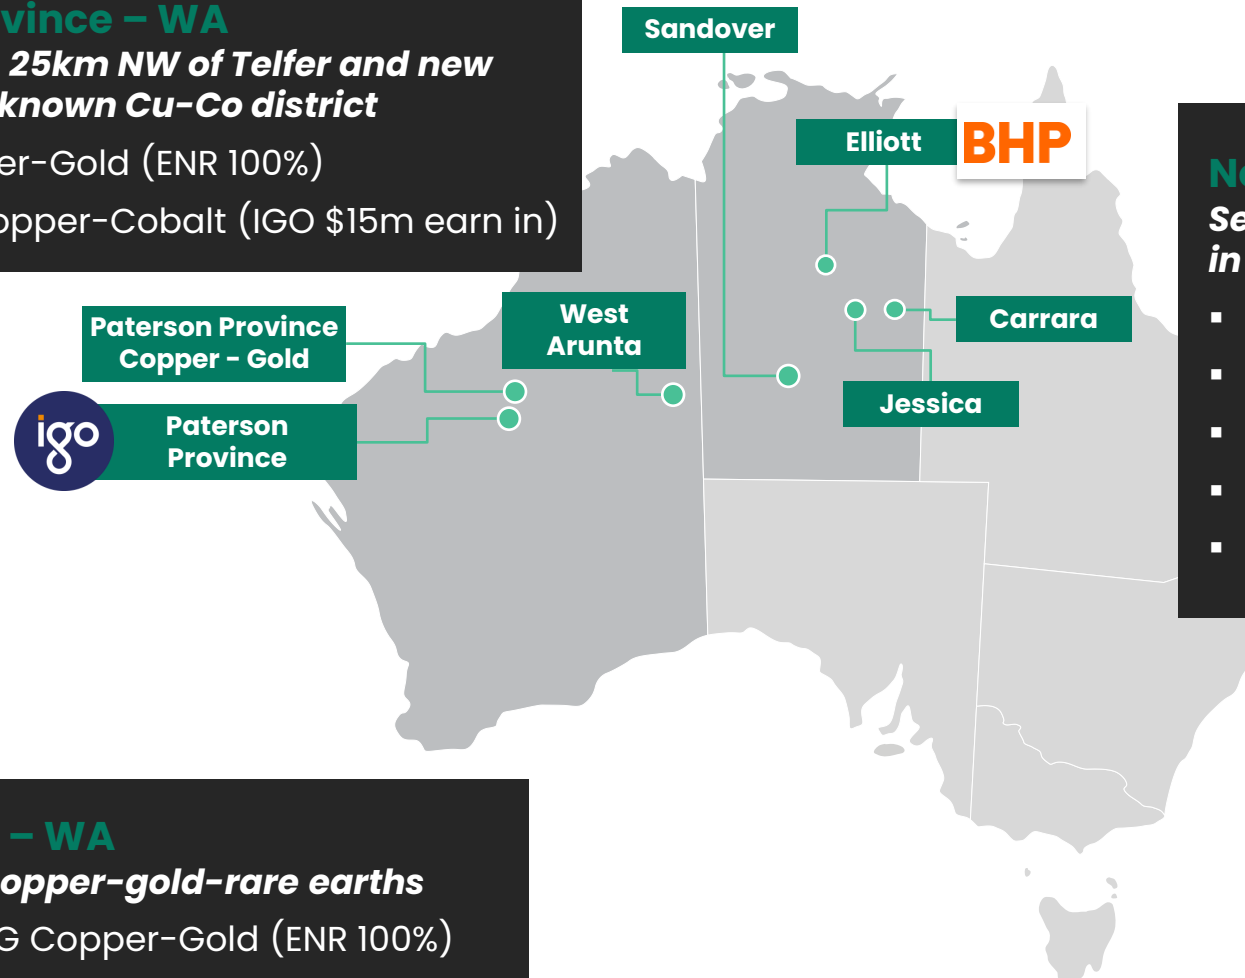 vince – WA
25km NW of Telfer and new
known Cu-Co district
er-Gold (ENR 100%)
opper-Cobalt (IGO $15m earn in)
Sandover
Elliott
BHP
Paterson Province
Copper - Gold
West
Arunta
Carrara
Jessica
igo
Paterson
Province
in
– WA
opper-gold-rare earths
G Copper-Gold (ENR 100%)